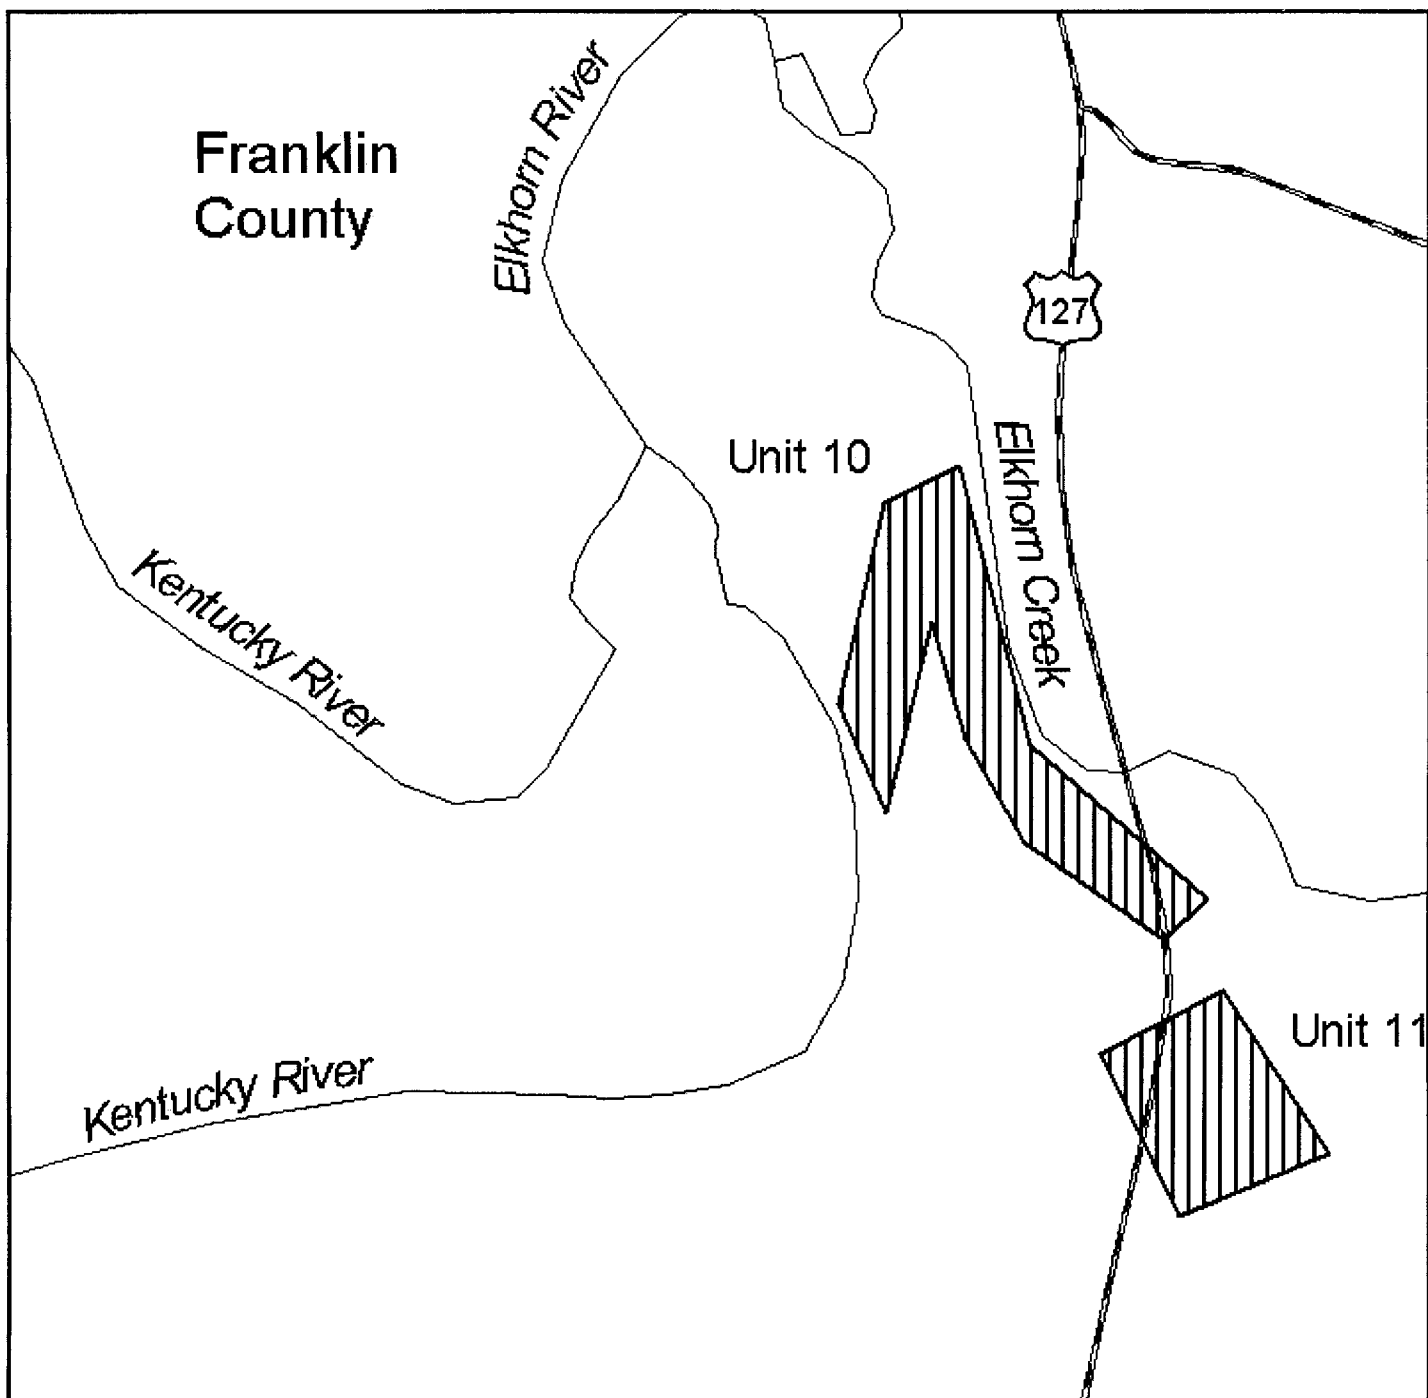 Franklin
County
Elkhorn River
127
Unit 10
Elkhorn Creek
Kentucky River
Unit 11
Kentucky River